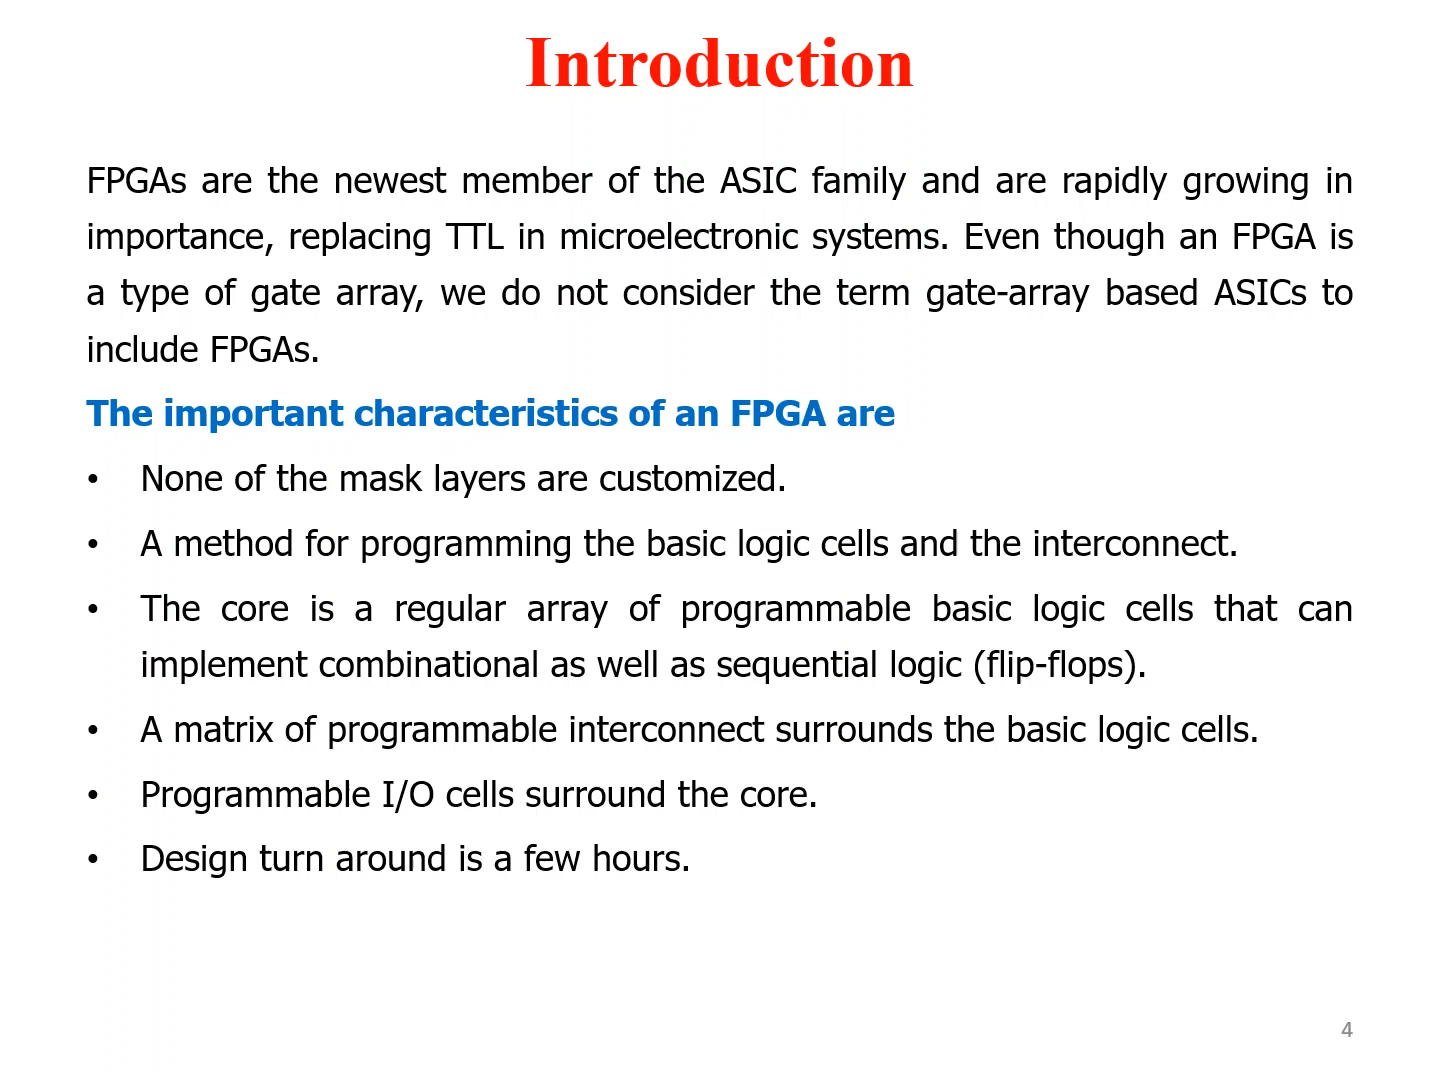 Introduction
FPGAs are the newest member of the ASIC family and are rapidly growing in
importance, replacing TTL in microelectronic systems. Even though an FPGA is
a type of gate array, we do not consider the term gate-array based ASICs to
include FPGAs.
The important characteristics of an FPGA are
• None of the mask layers are customized.
• A method for programming the basic logic cells and the interconnect.
• The core is a regular array of programmable basic logic cells that can
implement combinational as well as sequential logic (flip-flops).
• A matrix of programmable interconnect surrounds the basic logic cells.
• Programmable I/O cells surround the core.
• Design turn around is a few hours.
4